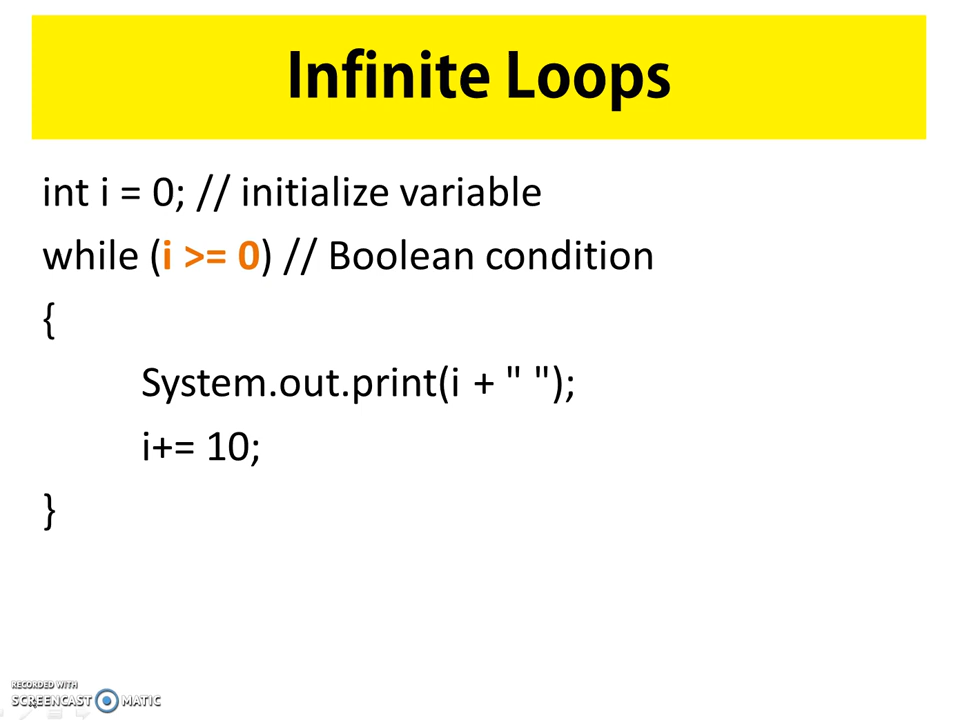 Infinite Loops
int i = 0; // initialize variable
while (i >= 0) // Boolean condition
{
System.out.print(i + " ");
i+= 10;
}
RECORDED WITH
SCREENCAST MATIC